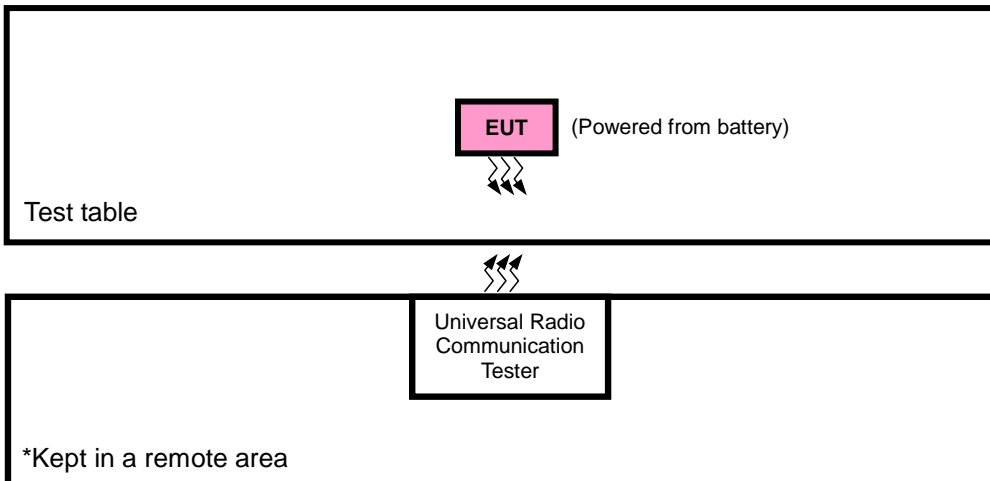 EUT
(Powered from battery)
Test table
Universal Radio
Communication
Tester
*Kept in a remote area